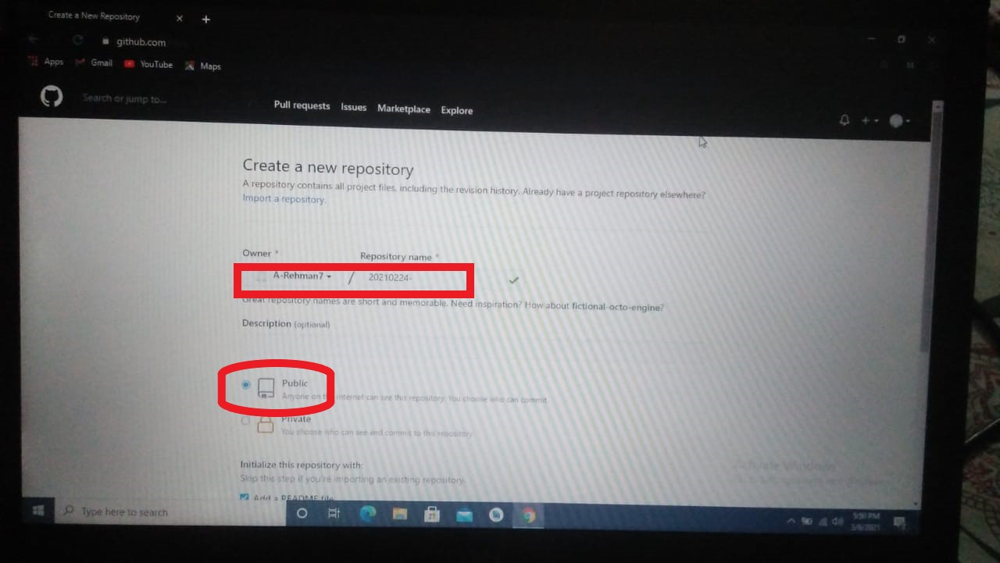 Create a New Repository
github.com
Apps Gmail YouTube Maps
Search or jump to...
Pull requests Issues Marketplace Explore
Create a new repository
A repository contains all project files, including the revision history. Already have a project repository elsewhere?
Import a repository.
Owner *
Repository name *
A-Rehman7 / 20210224-
Great repository names are short and memorable. Need inspiration? How about fictional-octo-engine?
Description (optional)
Public
Anyone on the internet can see this repository. You choose who can commit.
Private
You choose who can see and commit to this repository.
Initialize this repository with:
Skip this step if you're importing an existing repository.
Add a README file
Activate Windows
Type here to search
5:50 PM
3/6/2021